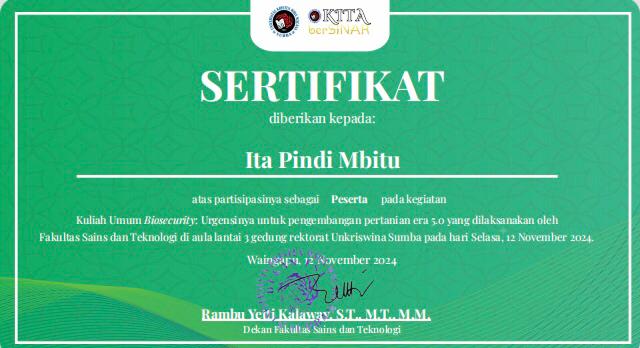 KITA
berSINAR
SERTIFIKAT
diberikan kepada:
Ita Pindi Mbitu
atas partisipasinya sebagai Peserta pada kegiatan
Kuliah Umum Biosecurity: Urgensinya untuk pengembangan pertanian era 5.0 yang dilaksanakan oleh
Fakultas Sains dan Teknologi di aula lantai 3 gedung rektorat Unkriswina Sumba pada hari Selasa, 12 November 2024.
Waingapu, 12 November 2024
Rambu Yetti Kalaway, S.T., M.T., M.M.
Dekan Fakultas Sains dan Teknologi